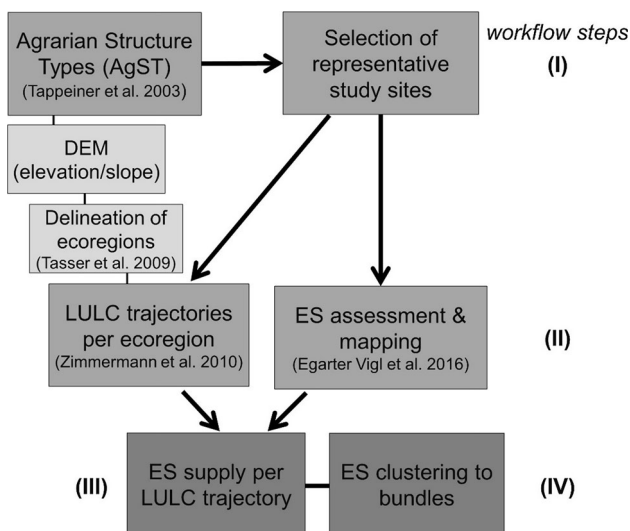 Agrarian Structure
Types (AgST)
(Tappeiner et al. 2003)
Selection of
representative
study sites
workflow steps
(I)
DEM
(elevation/slope)
Delineation of
ecoregions
(Tasser et al. 2009)
LULC trajectories
per ecoregion
(Zimmermann et al. 2010)
ES assessment &
mapping
(Egarter Vigl et al. 2016)
(II)
(III)
ES supply per
LULC trajectory
ES clustering to
bundles
(IV)